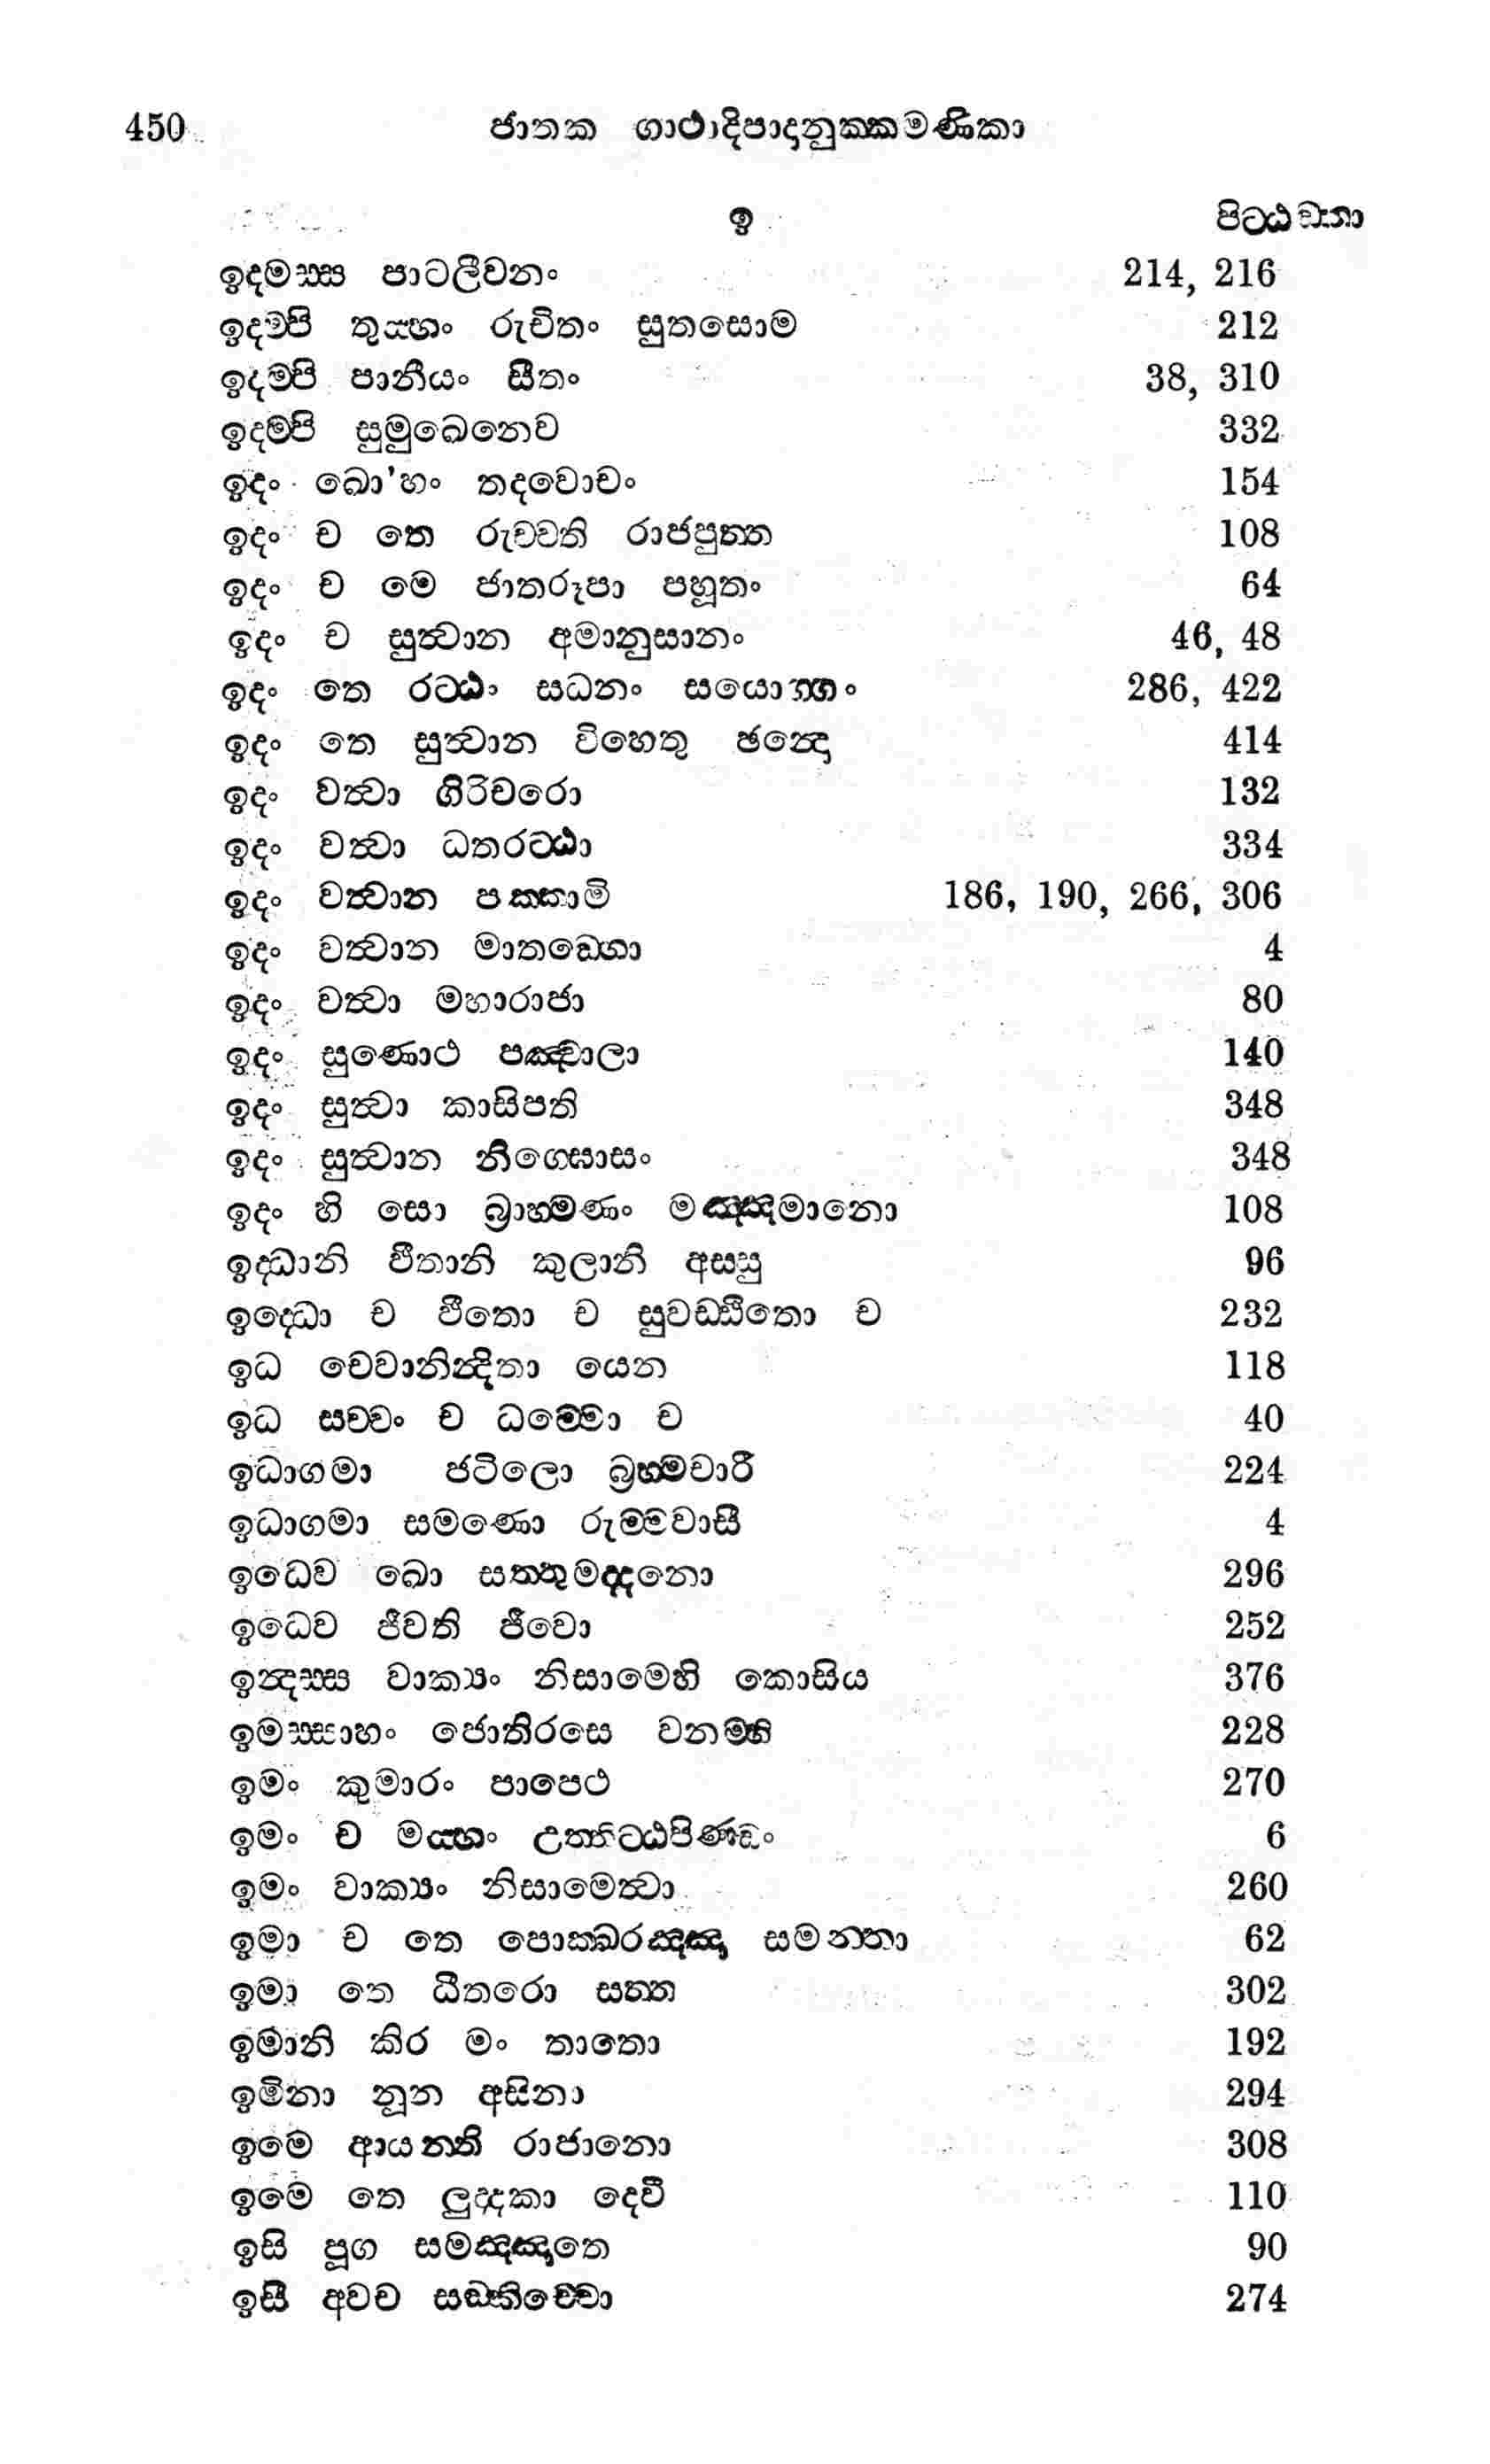 450 ජාතක ගාථාදිපාදානුක්කමණිකා
ඉ පිට්ඨඞ්කා
ඉදමස්ස පාටලීවනං 214, 216
ඉදම්පි තුය්හං රුචිතං සුතසොම 212
ඉදම්පි පානීයං සීතං 38, 310
ඉදම්පි සුමුඛෙනෙව 332
ඉදං ඛො'හං තදවොචං 154
ඉදං ච තෙ රුච්චති රාජපුත්ත 108
ඉදං ච මෙ ජාතරූපා පහූතං 64
ඉදං ච සුත්වාන අමානුසානං 46, 48
ඉදං තෙ රට්ඨං සධනං සයොග්ගං 286, 422
ඉදං තෙ සුත්වාන විහෙතු ඡන්දො 414
ඉදං වත්වා ගිරිචරො 132
ඉදං වත්වා ධතරට්ඨා 334
ඉදං වත්වාන පක්කාමි 186, 190, 266, 306
ඉදං වත්වාන මාතඞ්ගො 4
ඉදං වත්වා මහාරාජා 80
ඉදං සුණොථ පඤ්චාලා 140
ඉදං සුත්වා කාසිපති 348
ඉදං සුත්වාන නිග්ඝොසං 348
ඉදං හි සො බ්‍රාහ්මණං මඤ්ඤමානො 108
ඉද්ධානි ඵීතානි කුලානි අස්සු 96
ඉද්ධො ච ඵීතො ච සුවඩ්ඪිතො ච 232
ඉධ චෙවානින්දිතා යෙන 118
ඉධ සච්චං ච ධම්මො ච 40
ඉධාගමා ජටිලො බ්‍රහ්මචාරී 224
ඉධාගමා සමණො රුම්මවාසී 4
ඉධෙව ඛො සත්තුමද්දනො 296
ඉධෙව ජීවති ජීවො 252
ඉන්දස්ස වාක්‍යං නිසාමෙහි කොසිය 376
ඉමස්සාහං ජොතිරසෙ වනම්හි 228
ඉමං කුමාරං පාපෙථ 270
ඉමං ච මය්හං උත්තිට්ඨපිණ්ඩං 6
ඉමං වාක්‍යං නිසාමෙත්වා 260
ඉමා ච තෙ පොක්ඛරඤ්ඤා සමන්තා 62
ඉමා තෙ ධීතරො සත්ත 302
ඉමානි කිර මං තාතො 192
ඉමිනා නූන අසිනා 294
ඉමෙ ආයන්ති රාජානො 308
ඉමෙ තෙ ලුද්දකා දෙවී 110
ඉසි පූග සමඤ්ඤාතෙ 90
ඉසී අවච සඞ්කිච්චො 274